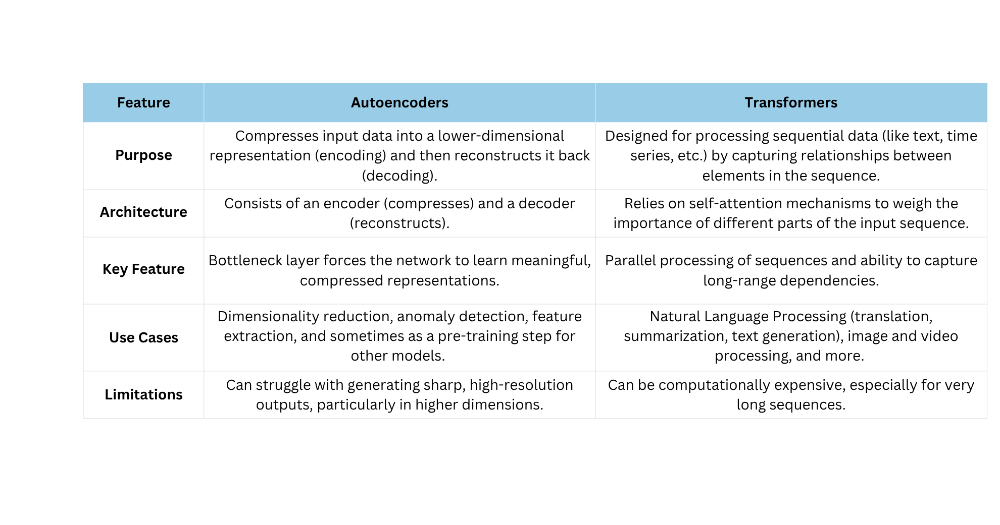 Feature
Autoencoders
Transformers
Purpose
Compresses input data into a lower-dimensional
representation (encoding) and then reconstructs it back
(decoding).
Designed for processing sequential data (like text, time
series, etc.) by capturing relationships between
elements in the sequence.
Architecture
Consists of an encoder (compresses) and a decoder
(reconstructs).
Relies on self-attention mechanisms to weigh the
importance of different parts of the input sequence.
Key Feature
Bottleneck layer forces the network to learn meaningful,
compressed representations.
Parallel processing of sequences and ability to capture
long-range dependencies.
Use Cases
Dimensionality reduction, anomaly detection, feature
extraction, and sometimes as a pre-training step for
other models.
Natural Language Processing (translation,
summarization, text generation), image and video
processing, and more.
Limitations
Can struggle with generating sharp, high-resolution
outputs, particularly in higher dimensions.
Can be computationally expensive, especially for very
long sequences.